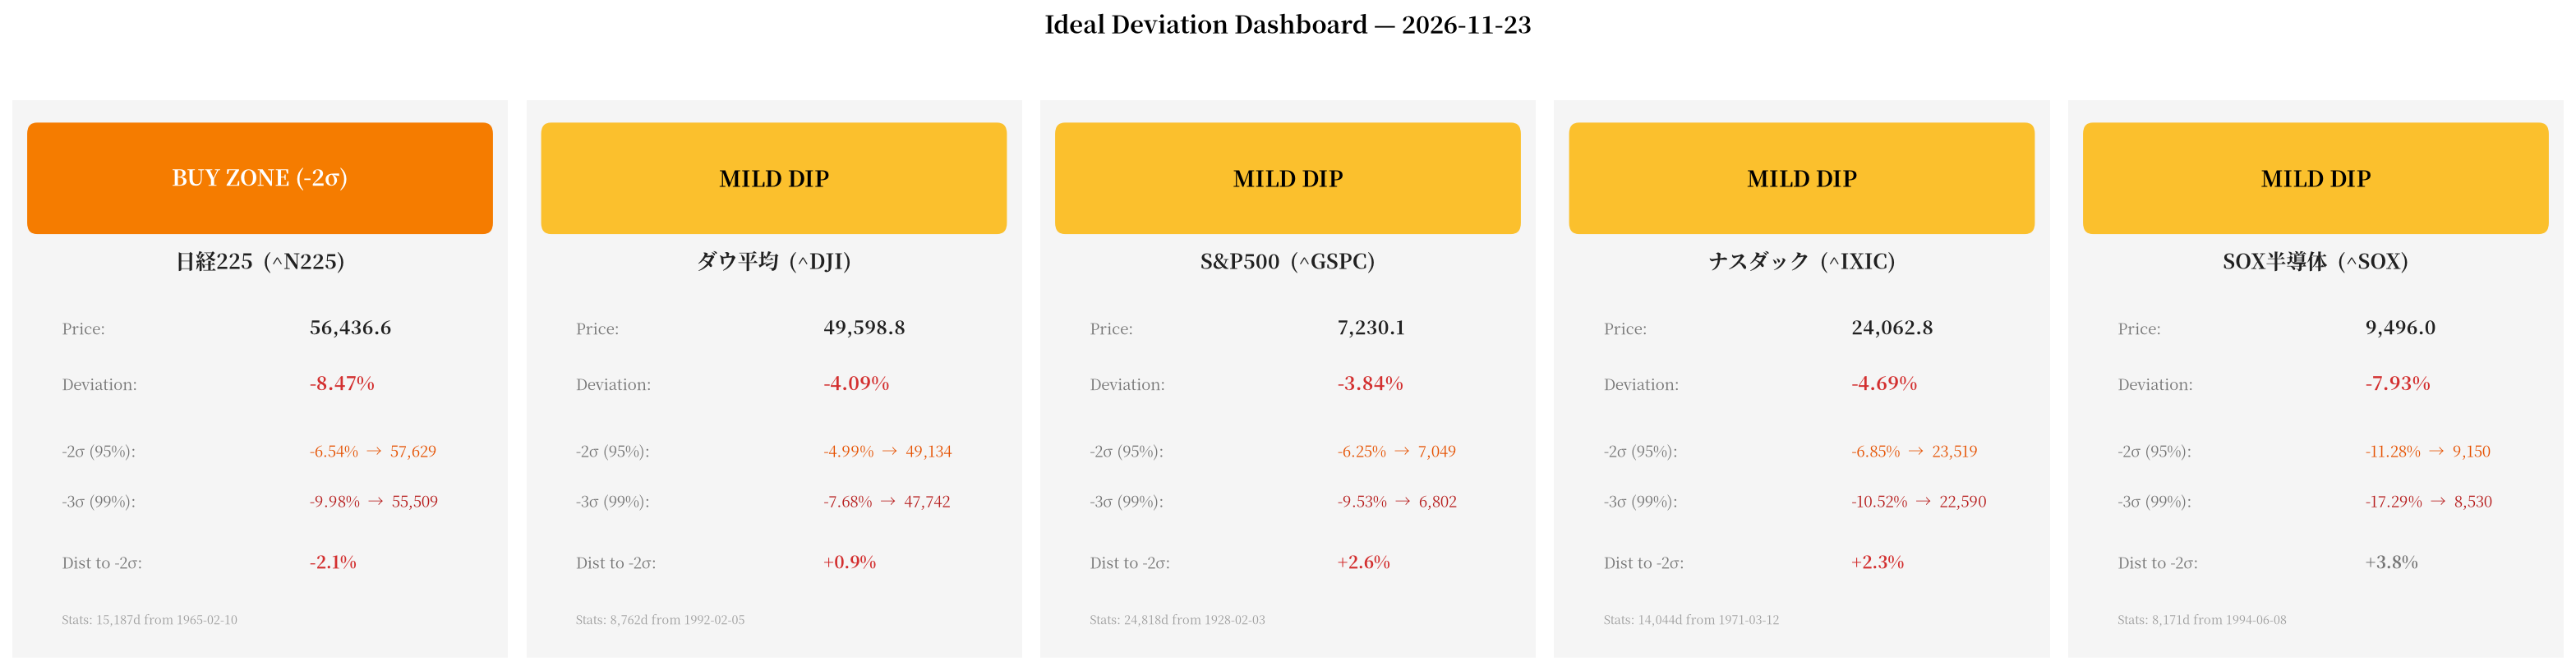 Ideal Deviation Dashboard — 2026-11-23
BUY ZONE (-2σ)
日経225 (^N225)
Price: 56,436.6
Deviation: -8.47%
-2σ (95%): -6.54% → 57,629
-3σ (99%): -9.98% → 55,509
Dist to -2σ: -2.1%
Stats: 15,187d from 1965-02-10
MILD DIP
ダウ平均 (^DJI)
Price: 49,598.8
Deviation: -4.09%
-2σ (95%): -4.99% → 49,134
-3σ (99%): -7.68% → 47,742
Dist to -2σ: +0.9%
Stats: 8,762d from 1992-02-05
MILD DIP
S&P500 (^GSPC)
Price: 7,230.1
Deviation: -3.84%
-2σ (95%): -6.25% → 7,049
-3σ (99%): -9.53% → 6,802
Dist to -2σ: +2.6%
Stats: 24,818d from 1928-02-03
MILD DIP
ナスダック (^IXIC)
Price: 24,062.8
Deviation: -4.69%
-2σ (95%): -6.85% → 23,519
-3σ (99%): -10.52% → 22,590
Dist to -2σ: +2.3%
Stats: 14,044d from 1971-03-12
MILD DIP
SOX半導体 (^SOX)
Price: 9,496.0
Deviation: -7.93%
-2σ (95%): -11.28% → 9,150
-3σ (99%): -17.29% → 8,530
Dist to -2σ: +3.8%
Stats: 8,171d from 1994-06-08